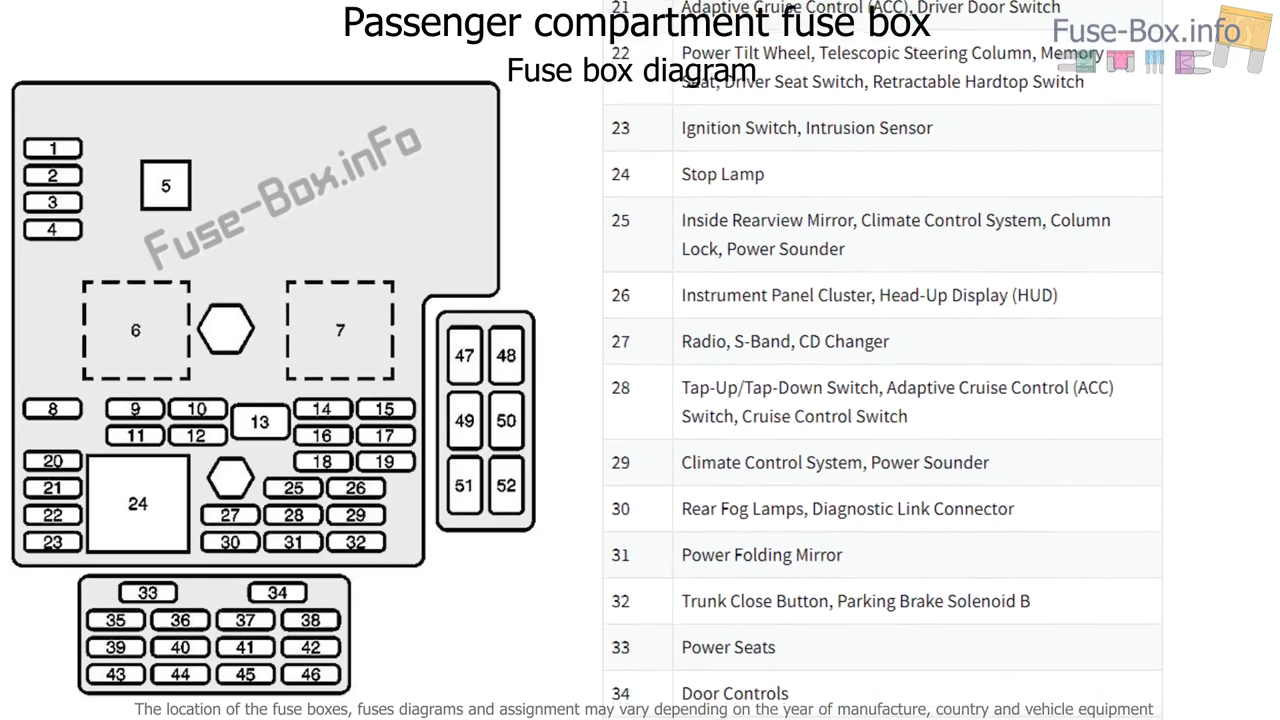 Passenger compartment fuse box
Fuse box diagram
Fuse-Box.info
Fuse-Box.info
1
2
3
4
5
6
7
8
9
10
11
12
13
14
15
16
17
18
19
20
21
22
23
24
25
26
27
28
29
30
31
32
33
34
35
36
37
38
39
40
41
42
43
44
45
46
47
48
49
50
51
52
21 Adaptive Cruise Control (ACC), Driver Door Switch
22 Power Tilt Wheel, Telescopic Steering Column, Memory
Seat, Driver Seat Switch, Retractable Hardtop Switch
23 Ignition Switch, Intrusion Sensor
24 Stop Lamp
25 Inside Rearview Mirror, Climate Control System, Column
Lock, Power Sounder
26 Instrument Panel Cluster, Head-Up Display (HUD)
27 Radio, S-Band, CD Changer
28 Tap-Up/Tap-Down Switch, Adaptive Cruise Control (ACC)
Switch, Cruise Control Switch
29 Climate Control System, Power Sounder
30 Rear Fog Lamps, Diagnostic Link Connector
31 Power Folding Mirror
32 Trunk Close Button, Parking Brake Solenoid B
33 Power Seats
34 Door Controls
The location of the fuse boxes, fuses diagrams and assignment may vary depending on the year of manufacture, country and vehicle equipment